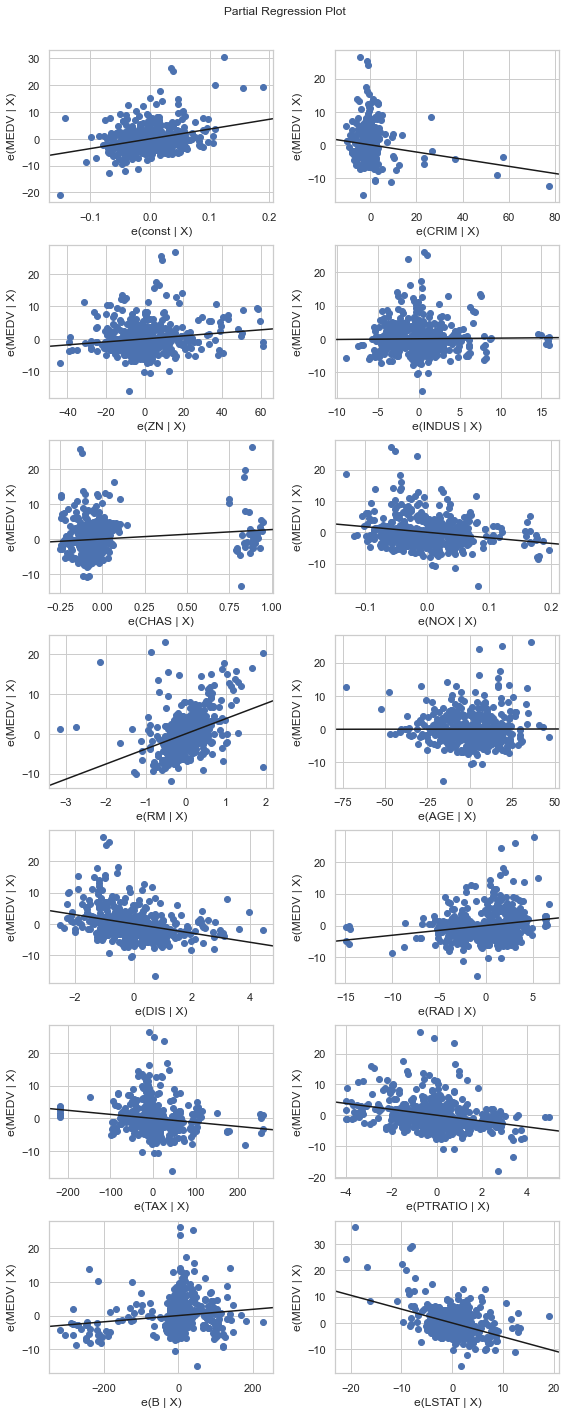 Partial Regression Plot
e(MEDV | X)
30
20
10
0
−10
−20
−0.1 0.0 0.1 0.2
e(const | X)
e(MEDV | X)
20
10
0
−10
0 20 40 60 80
e(CRIM | X)
e(MEDV | X)
20
10
0
−10
−40 −20 0 20 40 60
e(ZN | X)
e(MEDV | X)
20
10
0
−10
−10 −5 0 5 10 15
e(INDUS | X)
e(MEDV | X)
20
10
0
−10
−0.25 0.00 0.25 0.50 0.75 1.00
e(CHAS | X)
e(MEDV | X)
20
10
0
−10
−0.1 0.0 0.1 0.2
e(NOX | X)
e(MEDV | X)
20
10
0
−10
−3 −2 −1 0 1 2
e(RM | X)
e(MEDV | X)
20
10
0
−10
−75 −50 −25 0 25 50
e(AGE | X)
e(MEDV | X)
20
10
0
−10
−2 0 2 4
e(DIS | X)
e(MEDV | X)
20
10
0
−10
−15 −10 −5 0 5
e(RAD | X)
e(MEDV | X)
20
10
0
−10
−200 −100 0 100 200
e(TAX | X)
e(MEDV | X)
20
10
0
−10
−20
−4 −2 0 2 4
e(PTRATIO | X)
e(MEDV | X)
20
10
0
−10
−200 0 200
e(B | X)
e(MEDV | X)
30
20
10
0
−10
−20 −10 0 10 20
e(LSTAT | X)